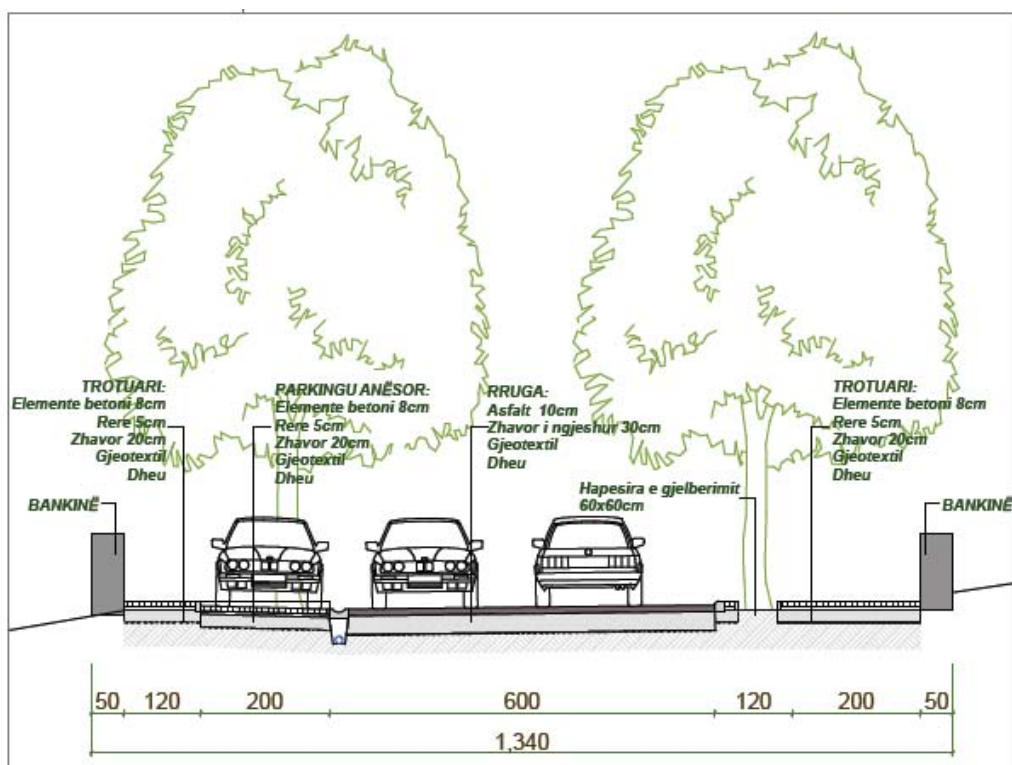 TROTUARI:
Elemente betoni 8cm
Rere 5cm
Zhavor 20cm
Gjeotextil
Dheu
PARKINGU ANËSOR:
Elemente betoni 8cm
Rere 5cm
Zhavor 20cm
Gjeotextil
Dheu
RRUGA:
Asfalt 10cm
Zhavor i ngjeshur 30cm
Gjeotextil
Dheu
TROTUARI:
Elemente betoni 8cm
Rere 5cm
Zhavor 20cm
Gjeotextil
Dheu
BANKINË
Hapesira e gjelberimit
60x60cm
BANKINË
50 120 200 600 120 200 50
1,340